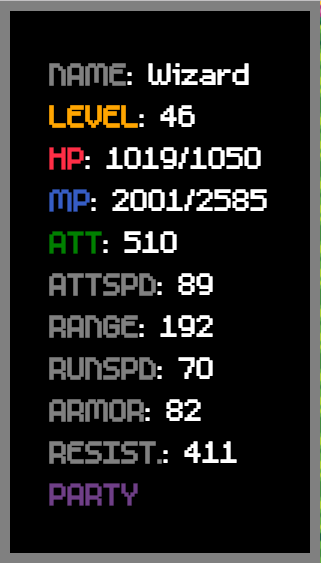 NAME: Wizard
LEVEL: 46
HP: 1019/1050
MP: 2001/2585
ATT: 510
ATTSPD: 89
RANGE: 192
RUNSPD: 70
ARMOR: 82
RESIST.: 411
PARTY